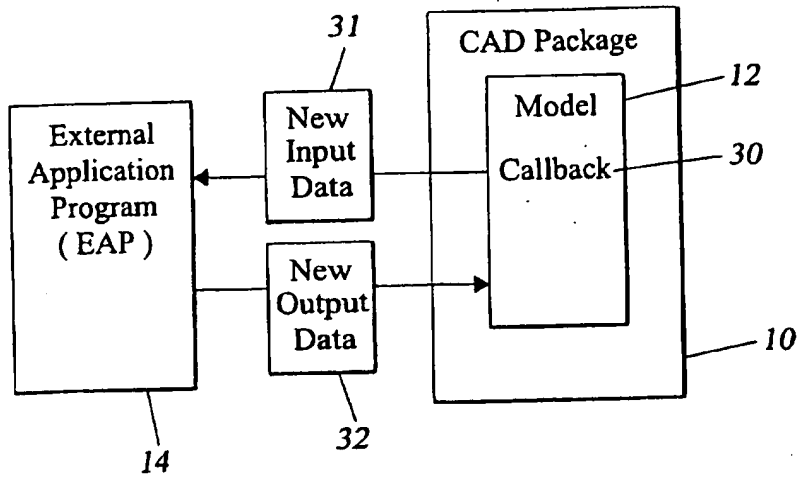 31
CAD Package
12
New
Input
Data
Model
Callback
30
External
Application
Program
( EAP )
New
Output
Data
10
32
14